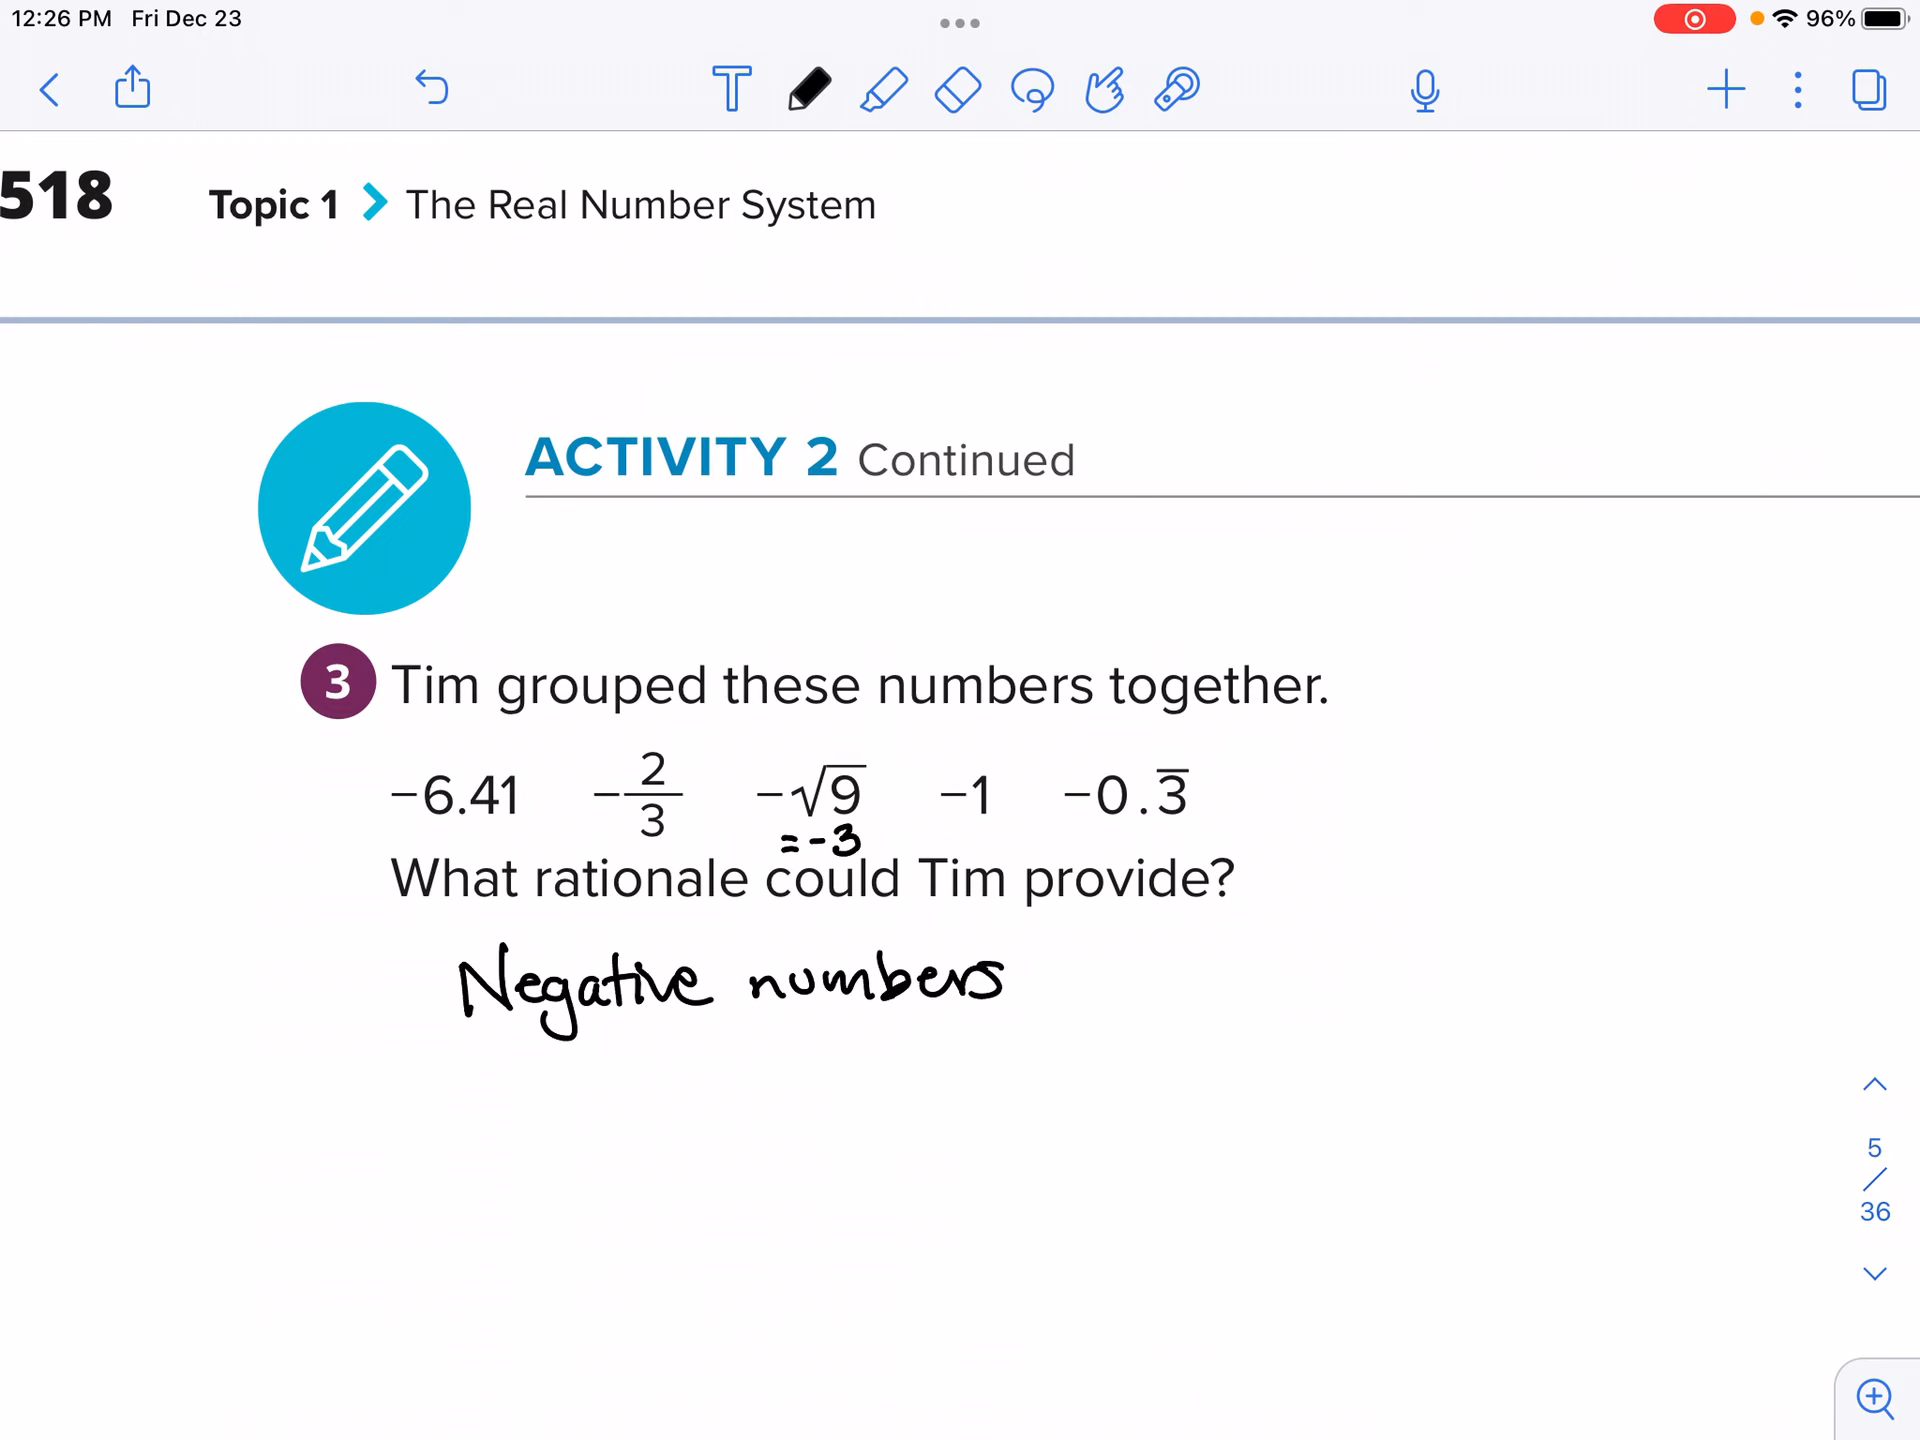 12:26 PM Fri Dec 23
96%
518 Topic 1 > The Real Number System
ACTIVITY 2 Continued
3 Tim grouped these numbers together.
-6.41 -2/3 -√9 -1 -0.3̅
= -3
What rationale could Tim provide?
Negative numbers
5
/
36